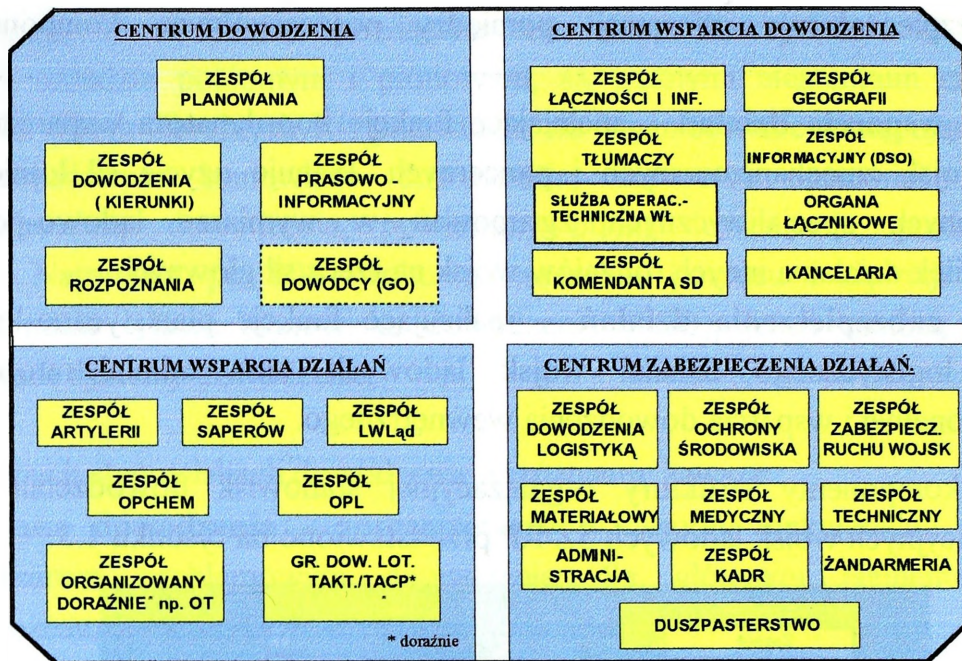 CENTRUM DOWODZENIA
ZESPÓŁ
PLANOWANIA
ZESPÓŁ
DOWODZENIA
( KIERUNKI)
ZESPÓŁ
PRASOWO -
INFORMACYJNY
ZESPÓŁ
ROZPOZNANIA
ZESPÓŁ
DOWÓDCY (GO)
CENTRUM WSPARCIA DOWODZENIA
ZESPÓŁ
ŁĄCZNOŚCI I INF.
ZESPÓŁ
GEOGRAFII
ZESPÓŁ
TŁUMACZY
ZESPÓŁ
INFORMACYJNY (DSO)
SŁUŻBA OPERAC.-
TECHNICZNA WŁ
ORGANA
ŁĄCZNIKOWE
ZESPÓŁ
KOMENDANTA SD
KANCELARIA
CENTRUM WSPARCIA DZIAŁAŃ
ZESPÓŁ
ARTYLERII
ZESPÓŁ
SAPERÓW
ZESPÓŁ
LWLąd
ZESPÓŁ
OPCHEM
ZESPÓŁ
OPL
ZESPÓŁ
ORGANIZOWANY
DORAŹNIE* np. OT
GR. DOW. LOT.
TAKT./TACP*
* doraźnie
CENTRUM ZABEZPIECZENIA DZIAŁAŃ.
ZESPÓŁ
DOWODZENIA
LOGISTYKĄ
ZESPÓŁ
OCHRONY
ŚRODOWISKA
ZESPÓŁ
ZABEZPIECZ.
RUCHU WOJSK
ZESPÓŁ
MATERIAŁOWY
ZESPÓŁ
MEDYCZNY
ZESPÓŁ
TECHNICZNY
ADMINI-
STRACJA
ZESPÓŁ
KADR
ŻANDARMERIA
DUSZPASTERSTWO